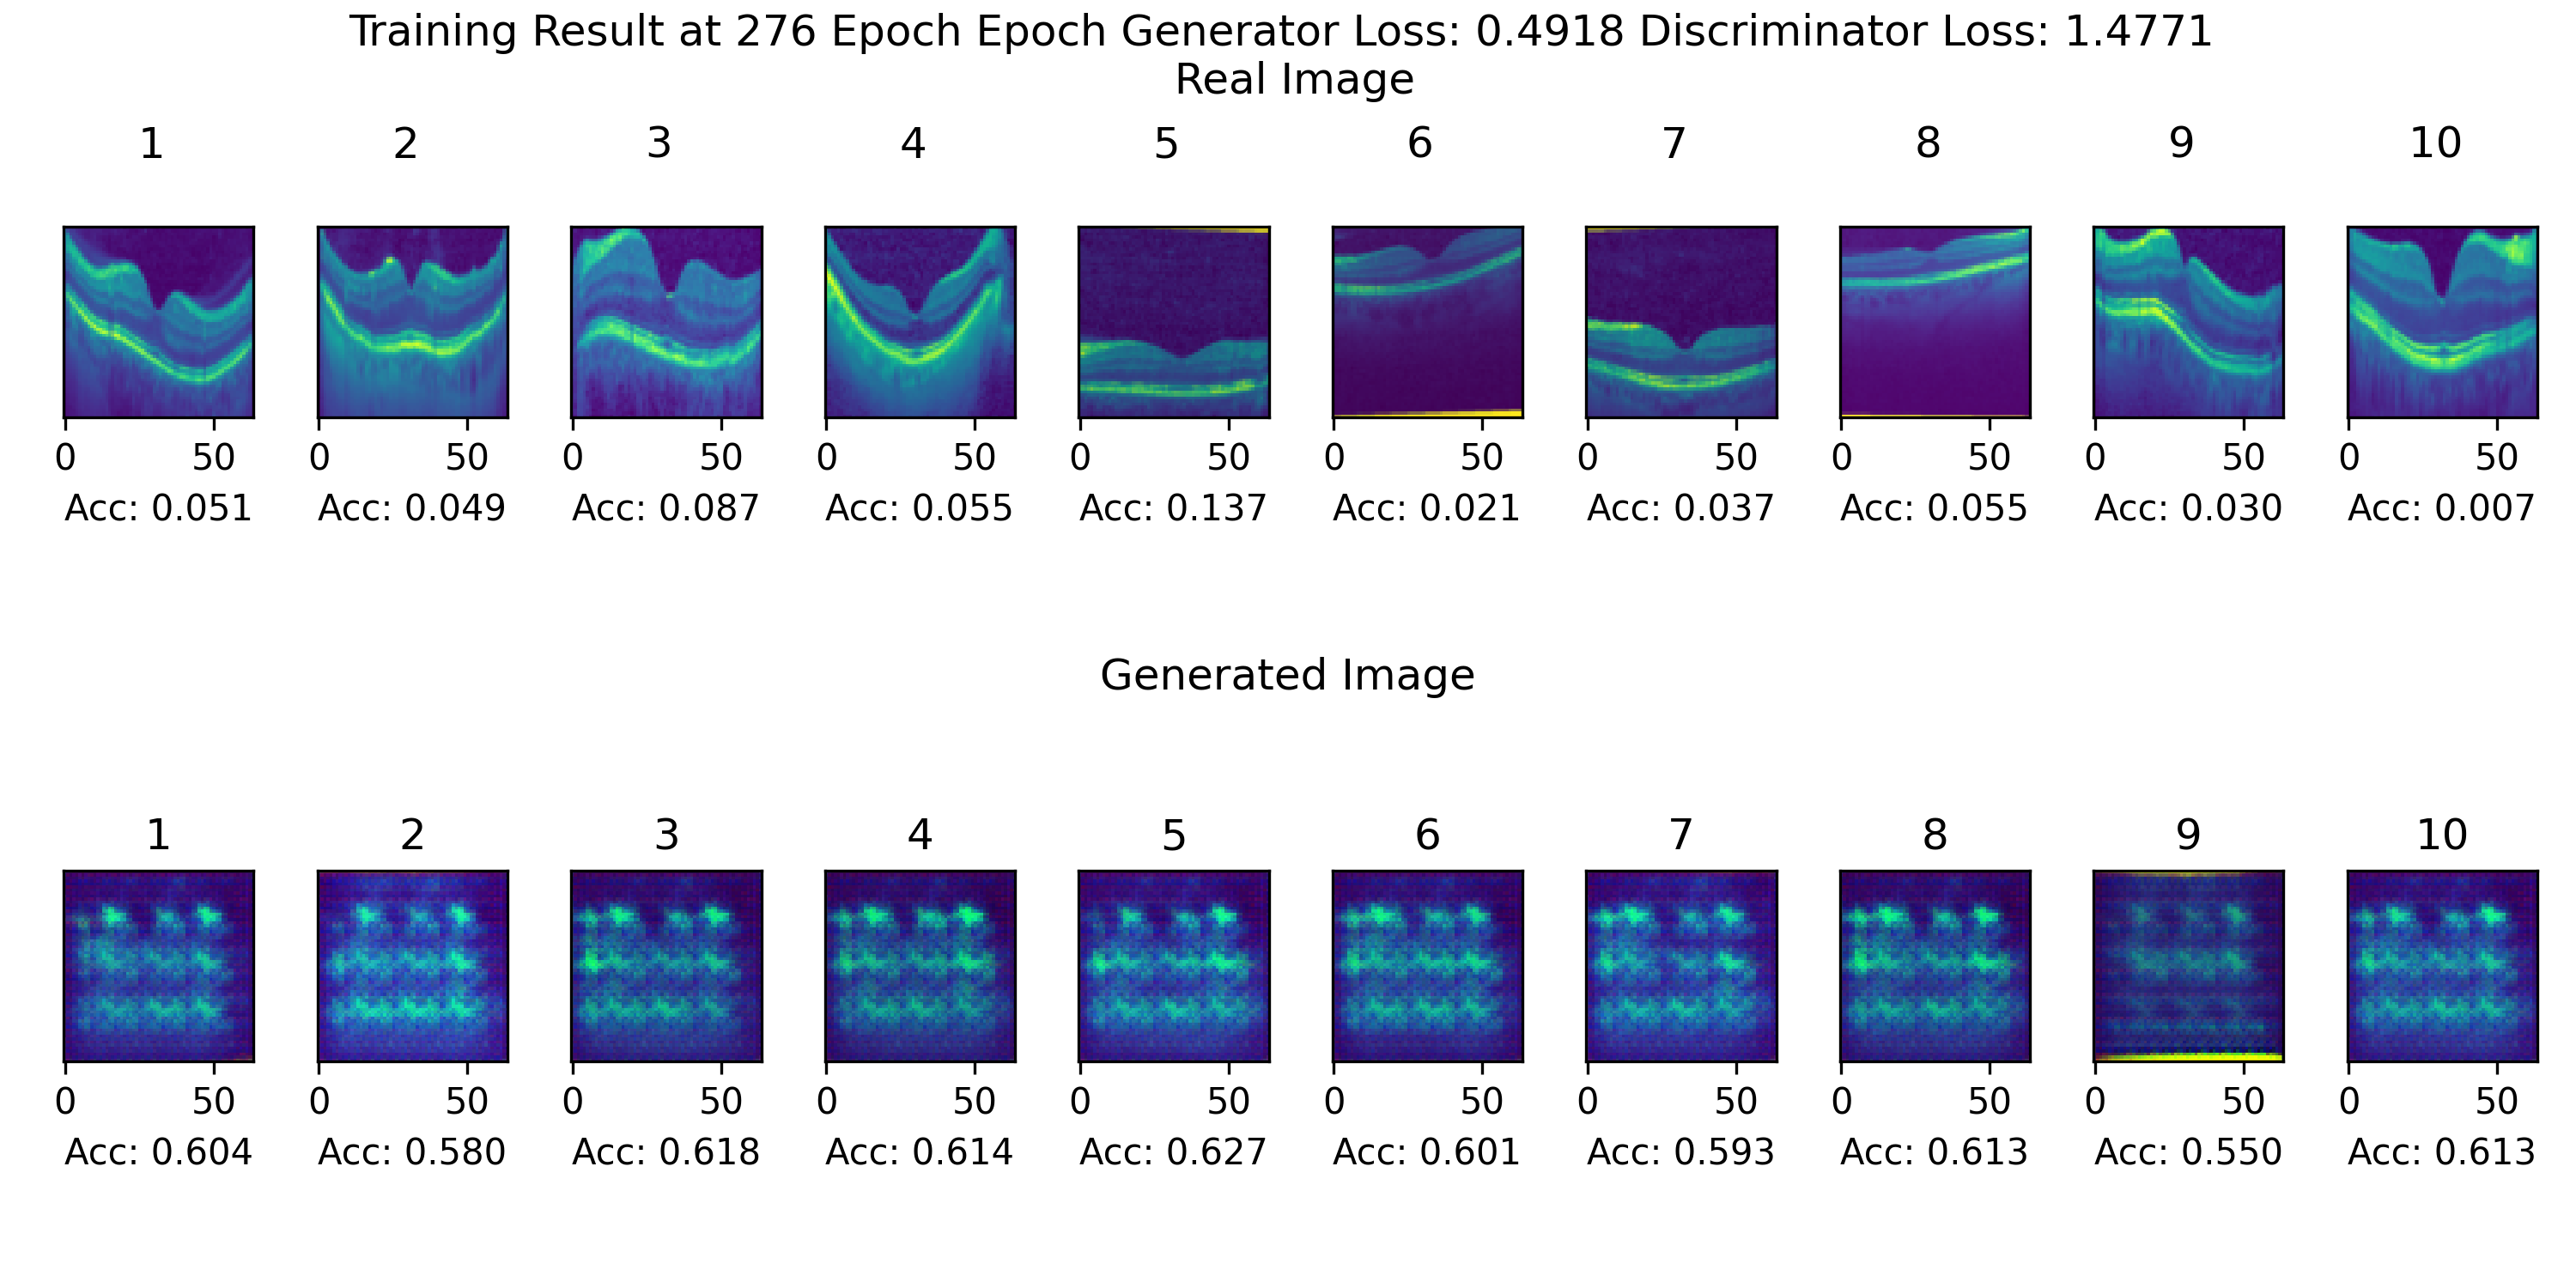 Training Result at 276 Epoch Epoch Generator Loss: 0.4918 Discriminator Loss: 1.4771
Real Image
1 2 3 4 5 6 7 8 9 10
0 50 0 50 0 50 0 50 0 50 0 50 0 50 0 50 0 50 0 50
Acc: 0.051 Acc: 0.049 Acc: 0.087 Acc: 0.055 Acc: 0.137 Acc: 0.021 Acc: 0.037 Acc: 0.055 Acc: 0.030 Acc: 0.007
Generated Image
1 2 3 4 5 6 7 8 9 10
0 50 0 50 0 50 0 50 0 50 0 50 0 50 0 50 0 50 0 50
Acc: 0.604 Acc: 0.580 Acc: 0.618 Acc: 0.614 Acc: 0.627 Acc: 0.601 Acc: 0.593 Acc: 0.613 Acc: 0.550 Acc: 0.613